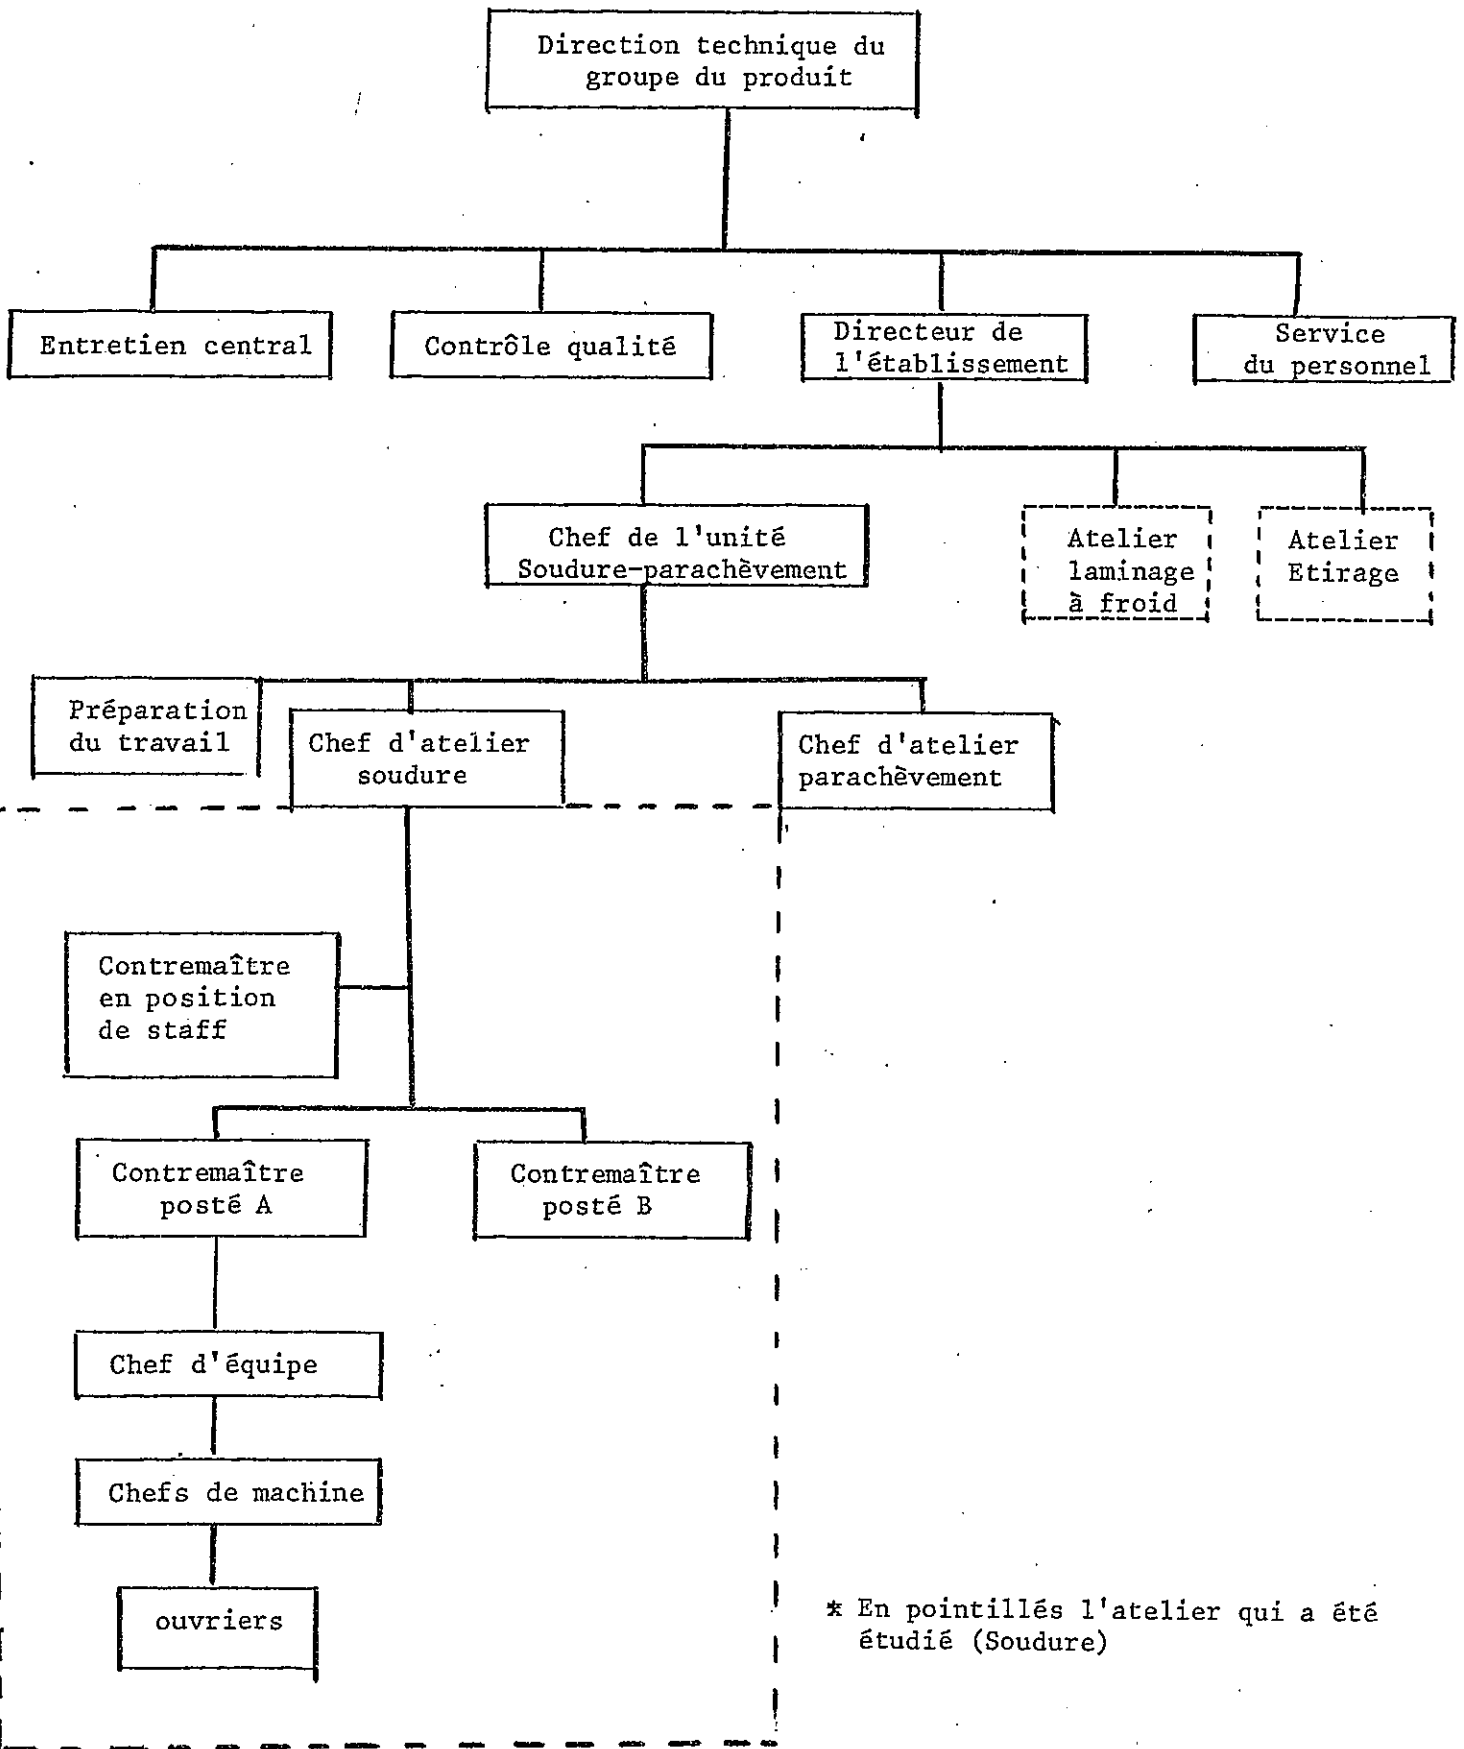 Direction technique du
groupe du produit
Entretien central
Contrôle qualité
Directeur de
l'établissement
Service
du personnel
Chef de l'unité
Soudure-parachèvement
Atelier
laminage
à froid
Atelier
Etirage
Préparation
du travail
Chef d'atelier
soudure
Chef d'atelier
parachèvement
Contremaître
en position
de staff
Contremaître
posté A
Contremaître
posté B
Chef d'équipe
Chefs de machine
ouvriers
* En pointillés l'atelier qui a été
étudié (Soudure)